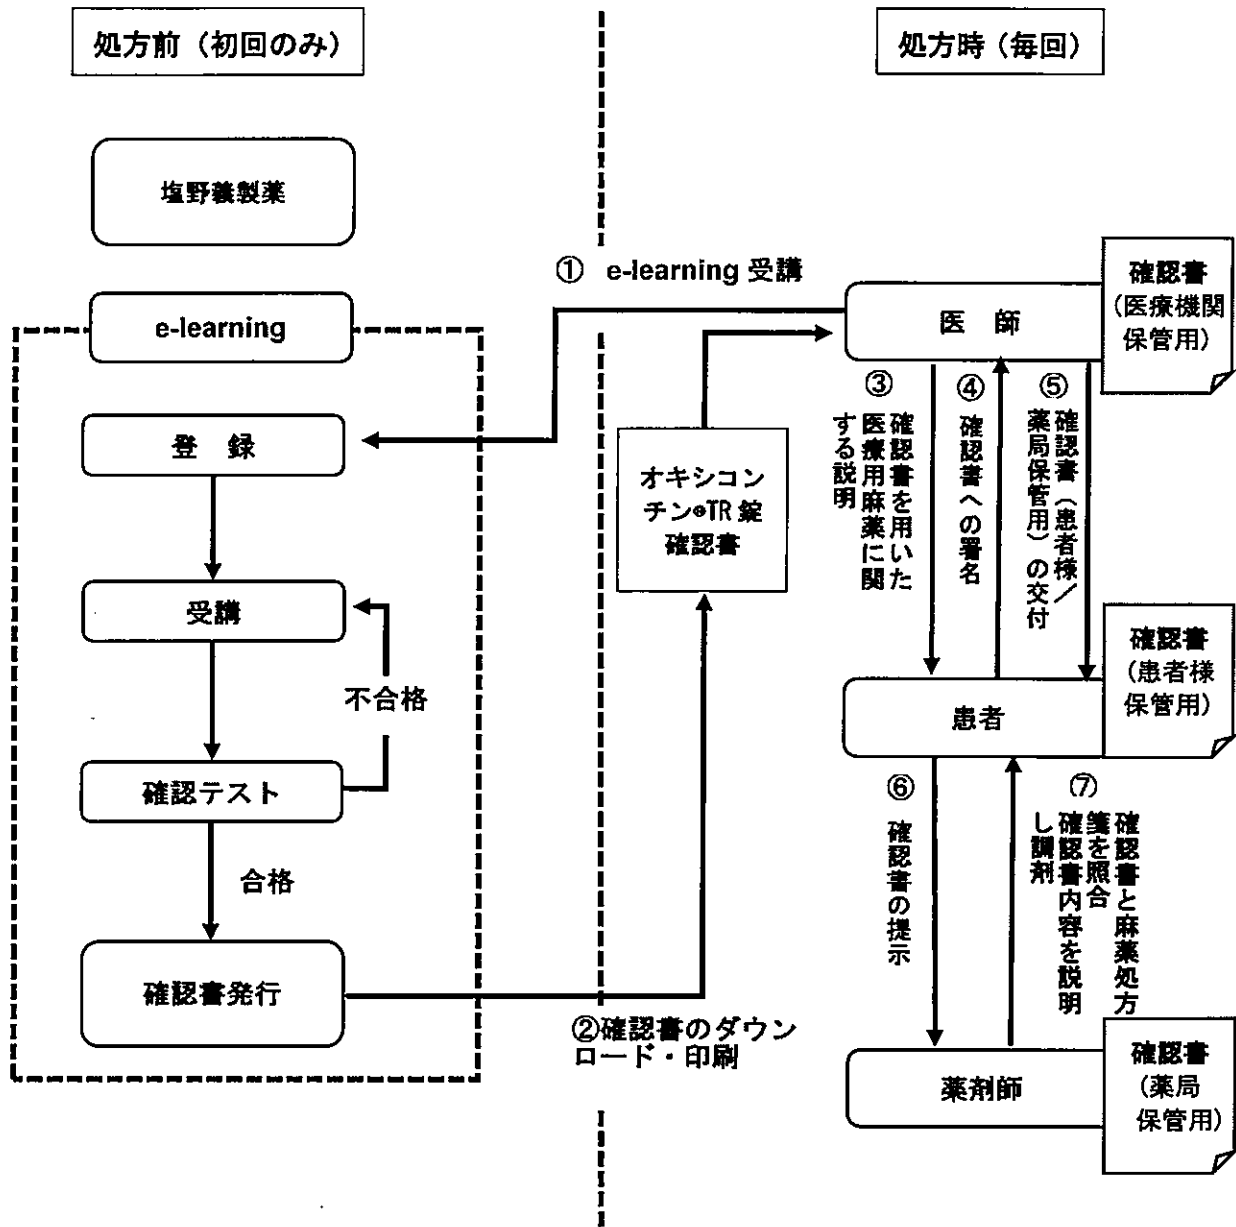 処方前（初回のみ）
処方時（毎回）
塩野義製薬
① e-learning 受講
e-learning
医 師
確認書
(医療機関
保管用)
登 録
オキシコン
チン®TR 錠
確認書
③
確認書を用いた
医療用麻薬に関
する説明
④
確認書への署名
⑤
確認書（患者様／
薬局保管用）の交付
受講
不合格
確認書
(患者様
保管用)
患者
確認テスト
合格
⑥
確認書の提示
⑦
確認書と麻薬処方
箋を照合
確認書内容を説明
し調剤
確認書発行
②確認書のダウン
ロード・印刷
薬剤師
確認書
(薬局
保管用)